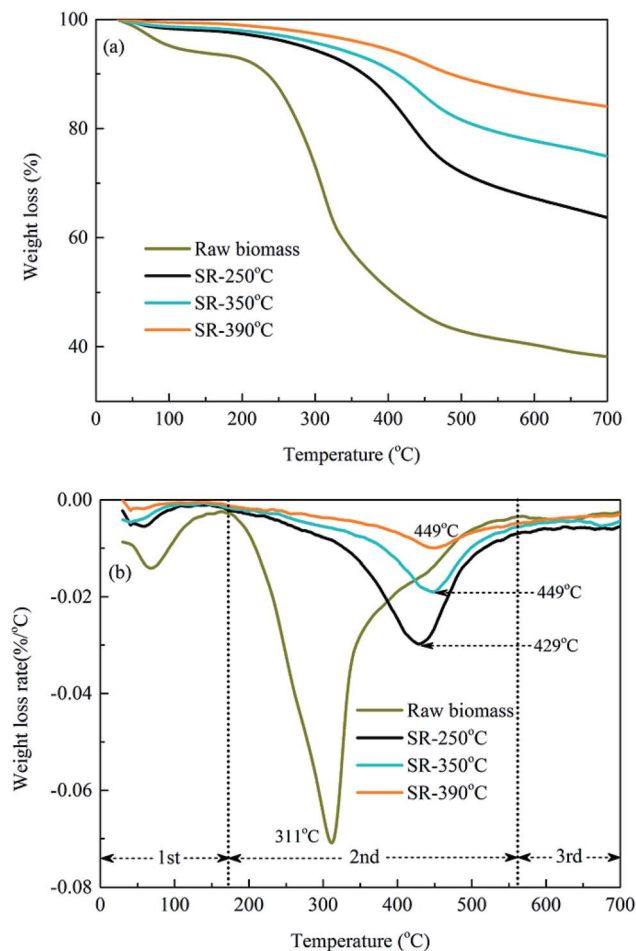 100
(a)
80
60
40
Weight loss (%)
Raw biomass
SR-250°C
SR-350°C
SR-390°C
0 100 200 300 400 500 600 700
Temperature (°C)
0.00
-0.02
-0.04
-0.06
-0.08
Weight loss rate(%/°C)
(b)
449°C
449°C
429°C
Raw biomass
SR-250°C
SR-350°C
SR-390°C
311°C
1st 2nd 3rd
0 100 200 300 400 500 600 700
Temperature (°C)